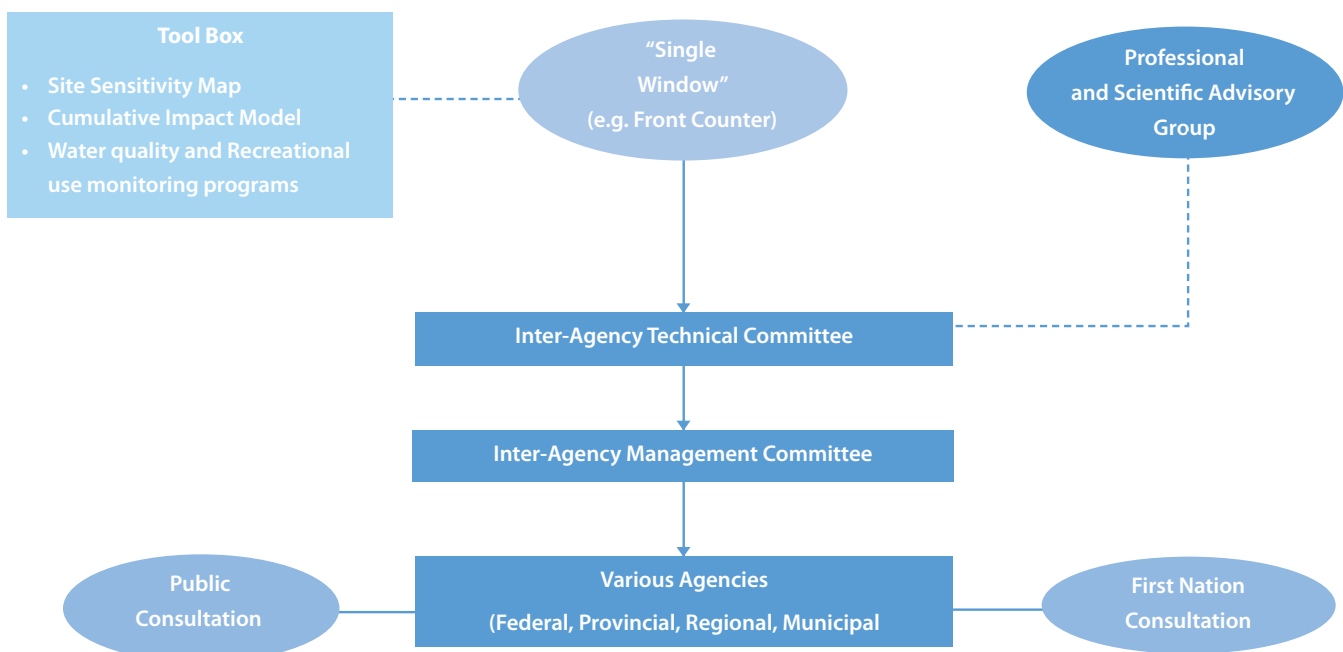 Tool Box
• Site Sensitivity Map
• Cumulative Impact Model
• Water quality and Recreational
use monitoring programs
“Single
Window”
(e.g. Front Counter)
Professional
and Scientific Advisory
Group
Inter-Agency Technical Committee
Inter-Agency Management Committee
Public
Consultation
Various Agencies
(Federal, Provincial, Regional, Municipal
First Nation
Consultation